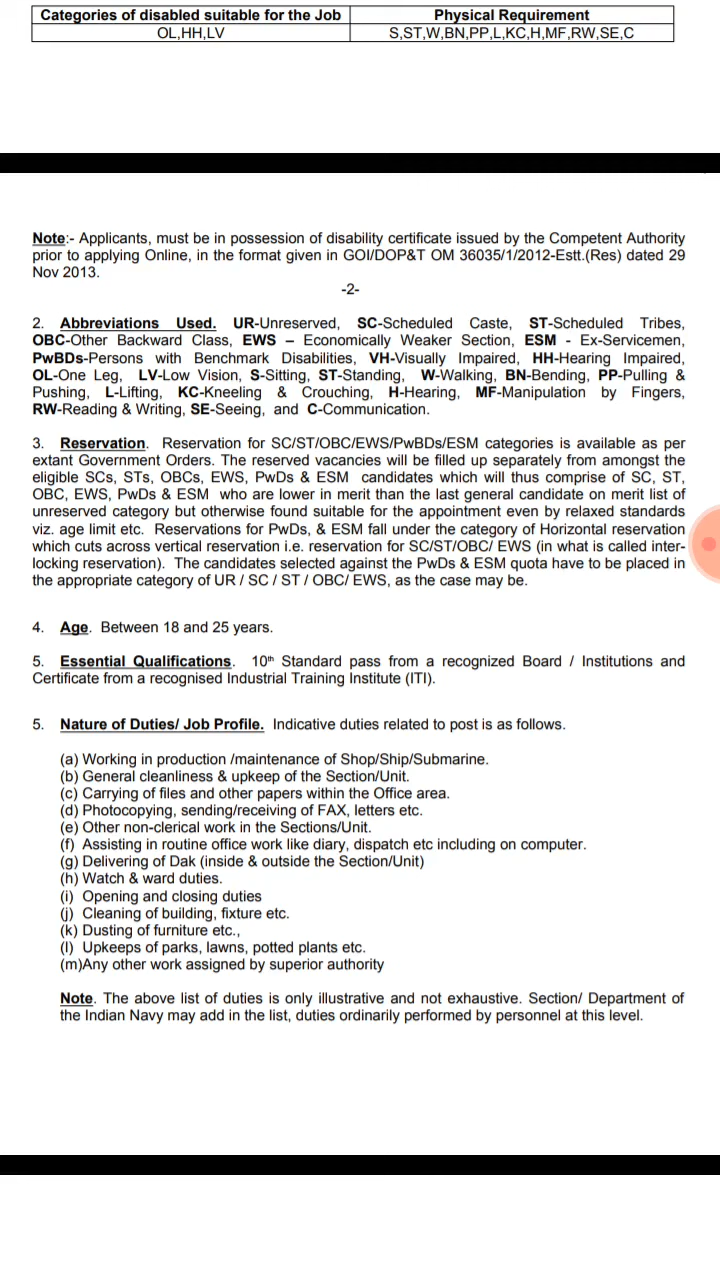 Categories of disabled suitable for the Job Physical Requirement
OL,HH,LV S,ST,W,BN,PP,L,KC,H,MF,RW,SE,C
Note:- Applicants, must be in possession of disability certificate issued by the Competent Authority
prior to applying Online, in the format given in GOI/DOP&T OM 36035/1/2012-Estt.(Res) dated 29
Nov 2013.
-2-
2. Abbreviations Used. UR-Unreserved, SC-Scheduled Caste, ST-Scheduled Tribes,
OBC-Other Backward Class, EWS – Economically Weaker Section, ESM - Ex-Servicemen,
PwBDs-Persons with Benchmark Disabilities, VH-Visually Impaired, HH-Hearing Impaired,
OL-One Leg, LV-Low Vision, S-Sitting, ST-Standing, W-Walking, BN-Bending, PP-Pulling &
Pushing, L-Lifting, KC-Kneeling & Crouching, H-Hearing, MF-Manipulation by Fingers,
RW-Reading & Writing, SE-Seeing, and C-Communication.
3. Reservation. Reservation for SC/ST/OBC/EWS/PwBDs/ESM categories is available as per
extant Government Orders. The reserved vacancies will be filled up separately from amongst the
eligible SCs, STs, OBCs, EWS, PwDs & ESM candidates which will thus comprise of SC, ST,
OBC, EWS, PwDs & ESM who are lower in merit than the last general candidate on merit list of
unreserved category but otherwise found suitable for the appointment even by relaxed standards
viz. age limit etc. Reservations for PwDs, & ESM fall under the category of Horizontal reservation
which cuts across vertical reservation i.e. reservation for SC/ST/OBC/ EWS (in what is called inter-
locking reservation). The candidates selected against the PwDs & ESM quota have to be placed in
the appropriate category of UR / SC / ST / OBC/ EWS, as the case may be.
4. Age. Between 18 and 25 years.
5. Essential Qualifications. 10th Standard pass from a recognized Board / Institutions and
Certificate from a recognised Industrial Training Institute (ITI).
5. Nature of Duties/ Job Profile. Indicative duties related to post is as follows.
(a) Working in production /maintenance of Shop/Ship/Submarine.
(b) General cleanliness & upkeep of the Section/Unit.
(c) Carrying of files and other papers within the Office area.
(d) Photocopying, sending/receiving of FAX, letters etc.
(e) Other non-clerical work in the Sections/Unit.
(f) Assisting in routine office work like diary, dispatch etc including on computer.
(g) Delivering of Dak (inside & outside the Section/Unit)
(h) Watch & ward duties.
(i) Opening and closing duties
(j) Cleaning of building, fixture etc.
(k) Dusting of furniture etc.,
(l) Upkeeps of parks, lawns, potted plants etc.
(m)Any other work assigned by superior authority
Note. The above list of duties is only illustrative and not exhaustive. Section/ Department of
the Indian Navy may add in the list, duties ordinarily performed by personnel at this level.